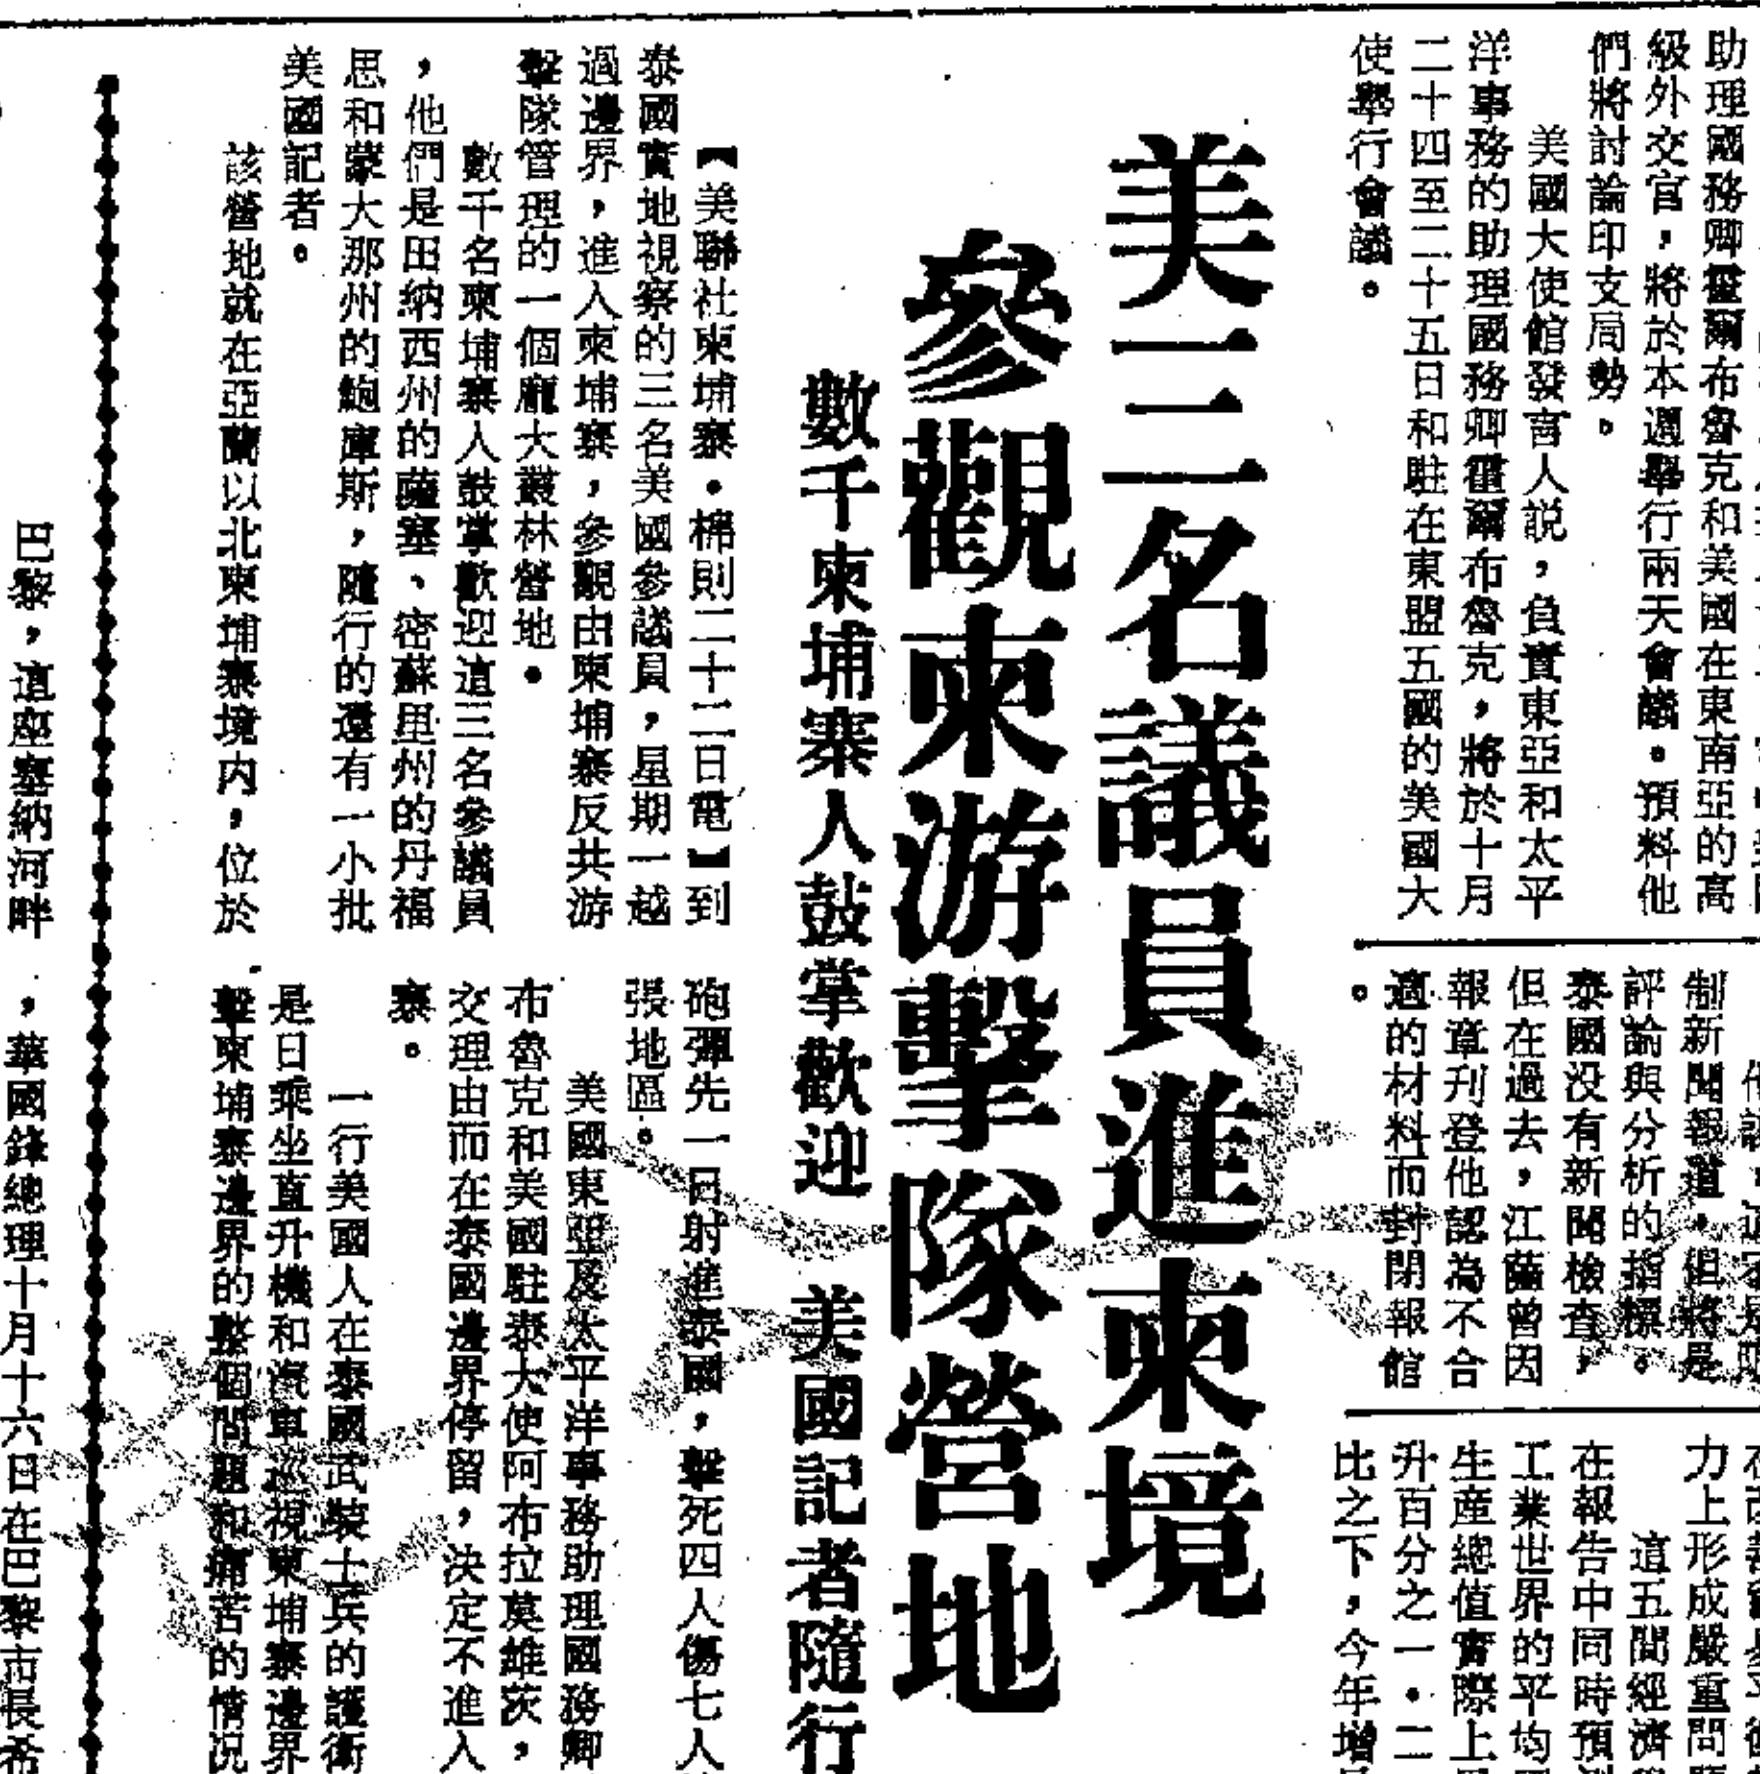 助理國務卿霍爾布魯克和美國在東南亞的高
級外交官，將於本週舉行兩天會議。預料他
們將討論印支局勢。
美國大使館發言人説，負責東亞和太平
洋事務的助理國務卿霍爾布魯克，將於十月
二十四至二十五日和駐在東盟五國的美國大
使舉行會議。
制新聞報道，但將是
評論與分析的指標。
泰國没有新聞檢查，
但在過去，江薩曾因
報章刊登他認為不合
適的材料而封閉報館
。
力上形成嚴重問
這五間經濟
在報告中同時預
工業世界的平均
生産總值實際上
升百分之一・二
比之下，今年增
美三名議員進柬境
參觀柬游擊隊營地
數千柬埔寨人鼓掌歡迎 美國記者隨行
【美聯社柬埔寨・棉則二十二日電】到
泰國實地視察的三名美國參議員，星期一越
過邊界，進入柬埔寨，參觀由柬埔寨反共游
擊隊管理的一個龐大叢林營地。
數千名柬埔寨人鼓掌歡迎這三名參議員
，他們是田納西州的薩塞、密蘇里州的丹福
思和蒙大那州的鮑庫斯，隨行的還有一小批
美國記者。
該營地就在亞蘭以北柬埔寨境内，位於
砲彈先一日射進泰國，擊死四人傷七人
張地區。
美國東亞及太平洋事務助理國務卿
布魯克和美國駐泰大使阿布拉莫維茨，
交理由而在泰國邊界停留，決定不進入
寨。
一行美國人在泰國武裝士兵的護衛
是日乘坐直升機和汽車巡視柬埔寨邊界
擊柬埔寨邊界的整個問題和痛苦的情況
巴黎，這座塞納河畔
，華國鋒總理十月十六日在巴黎市長希